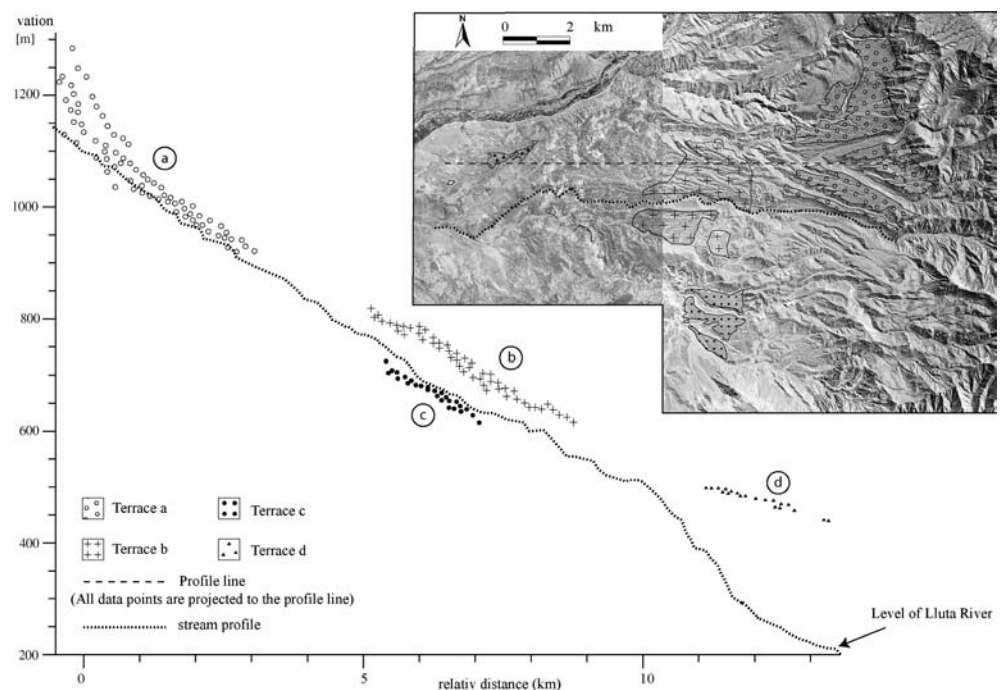 vation
[m]
1200
1000
800
600
400
200
0
5
10
relativ distance (km)
N
0 2 km
a
b
c
d
Terrace a
Terrace c
Terrace b
Terrace d
Profile line
(All data points are projected to the profile line)
stream profile
Level of Lluta River